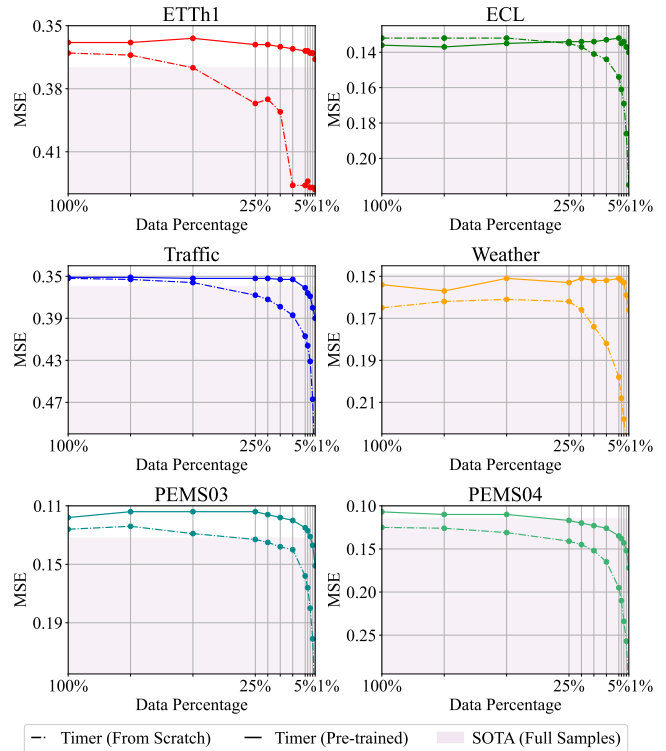 ETTh1
0.35
0.38
0.41
MSE
100%
25%
5%
1%
Data Percentage
ECL
0.14
0.16
0.18
0.20
MSE
100%
25%
5%
1%
Data Percentage
Traffic
0.35
0.39
0.43
0.47
MSE
100%
25%
5%
1%
Data Percentage
Weather
0.15
0.17
0.19
0.21
MSE
100%
25%
5%
1%
Data Percentage
PEMS03
0.11
0.15
0.19
MSE
100%
25%
5%
1%
Data Percentage
PEMS04
0.10
0.15
0.20
0.25
MSE
100%
25%
5%
1%
Data Percentage
Timer (From Scratch)
Timer (Pre-trained)
SOTA (Full Samples)